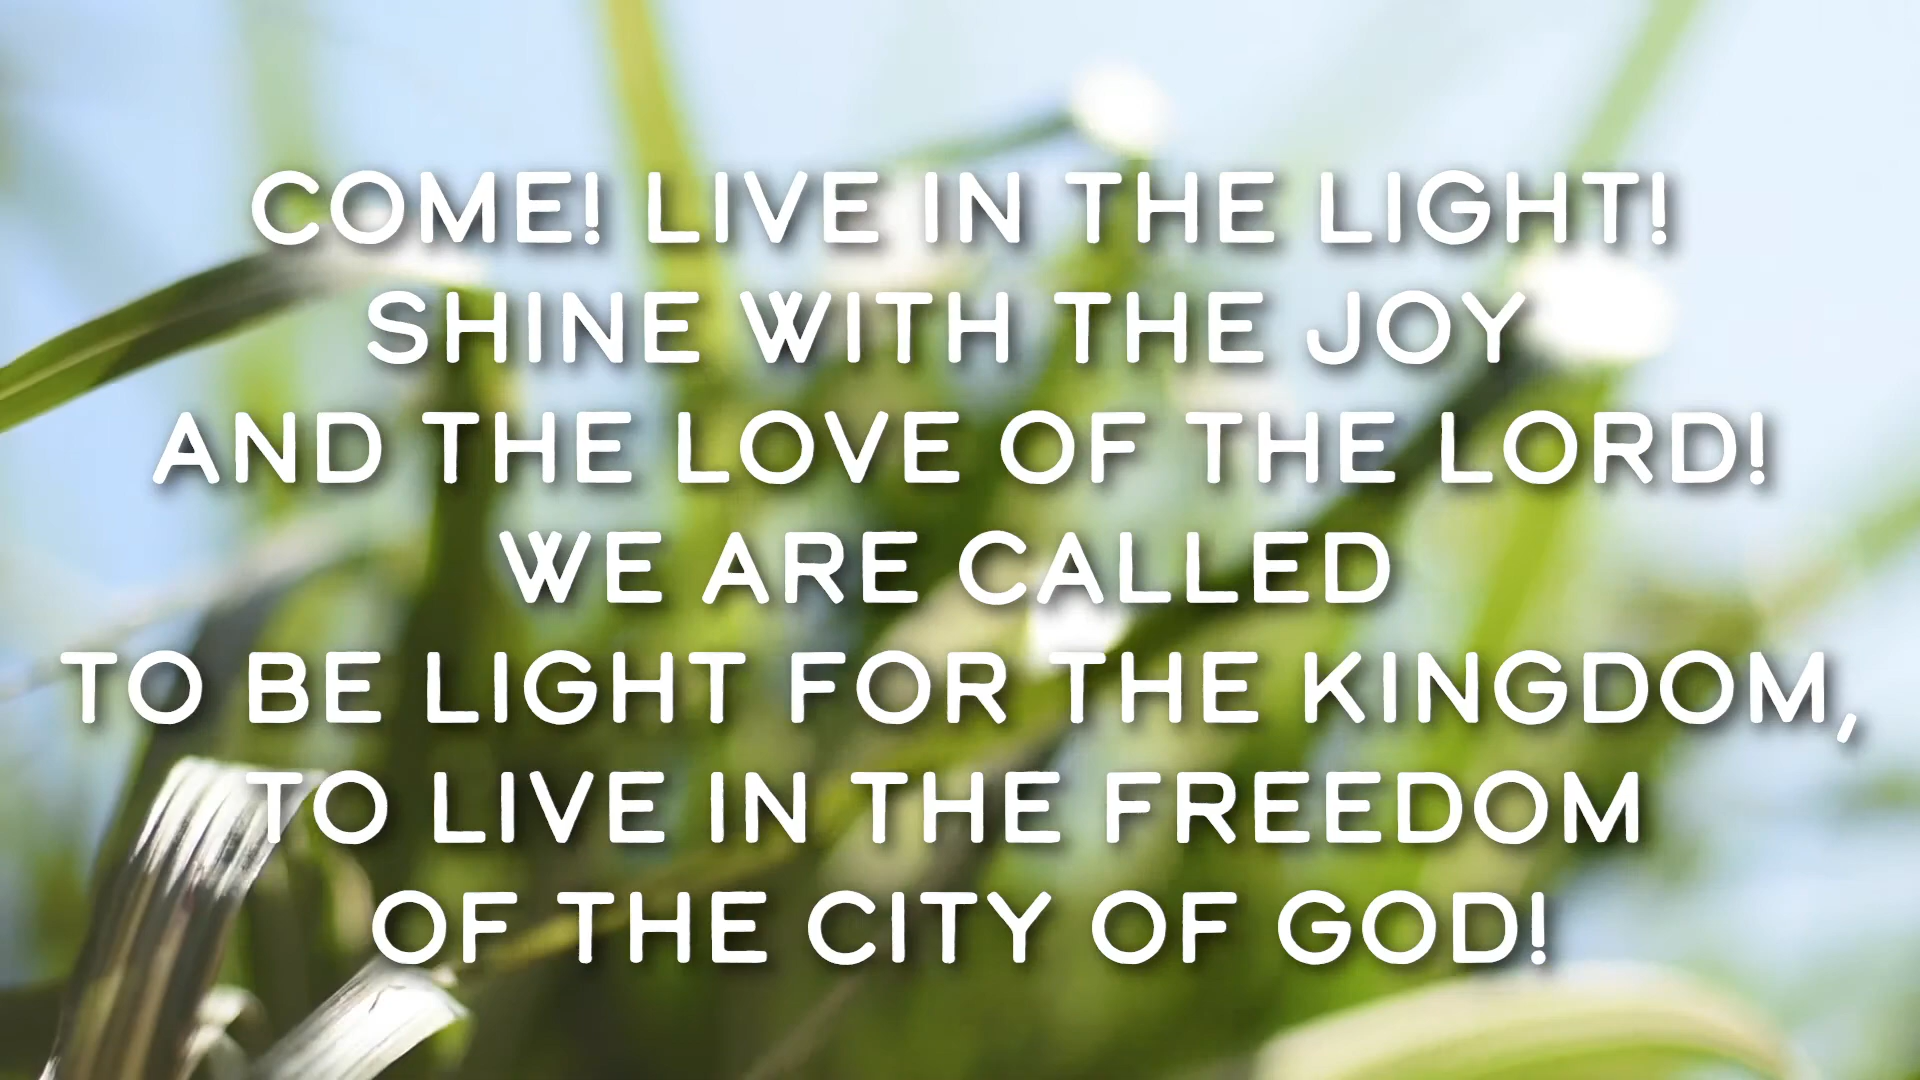 COME! LIVE IN THE LIGHT!
SHINE WITH THE JOY
AND THE LOVE OF THE LORD!
WE ARE CALLED
TO BE LIGHT FOR THE KINGDOM,
TO LIVE IN THE FREEDOM
OF THE CITY OF GOD!